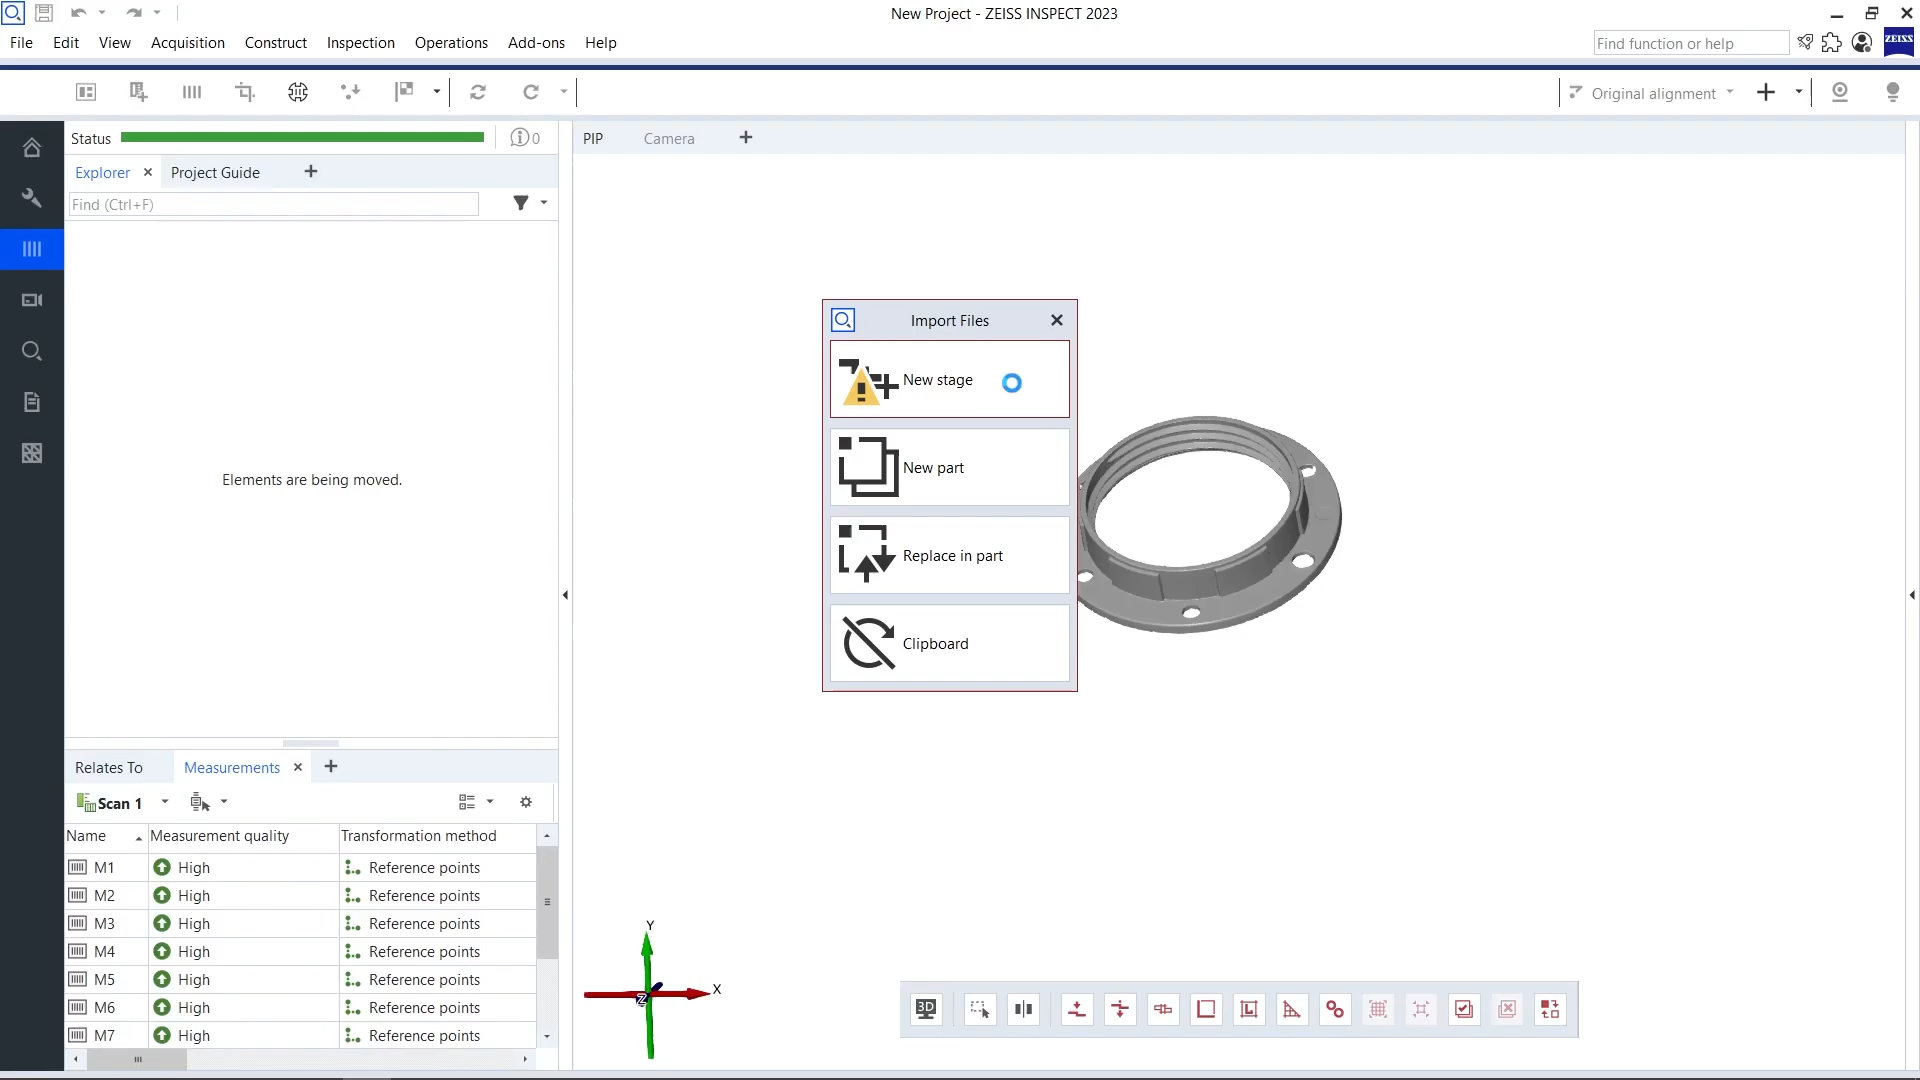 New Project - ZEISS INSPECT 2023
File Edit View Acquisition Construct Inspection Operations Add-ons Help
Find function or help
ZEISS
Original alignment
Status
0
PIP
Camera
Explorer
Project Guide
Find (Ctrl+F)
Elements are being moved.
Import Files
New stage
New part
Replace in part
Clipboard
Relates To
Measurements
Scan 1
Name Measurement quality Transformation method
M1 High Reference points
M2 High Reference points
M3 High Reference points
M4 High Reference points
M5 High Reference points
M6 High Reference points
M7 High Reference points
Y
X
Z
3D